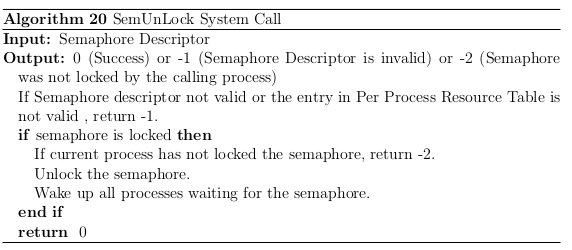 Algorithm 20 SemUnLock System Call
Input: Semaphore Descriptor
Output: 0 (Success) or -1 (Semaphore Descriptor is invalid) or -2 (Semaphore
was not locked by the calling process)
If Semaphore descriptor not valid or the entry in Per Process Resource Table is
not valid , return -1.
if semaphore is locked then
If current process has not locked the semaphore, return -2.
Unlock the semaphore.
Wake up all processes waiting for the semaphore.
end if
return 0